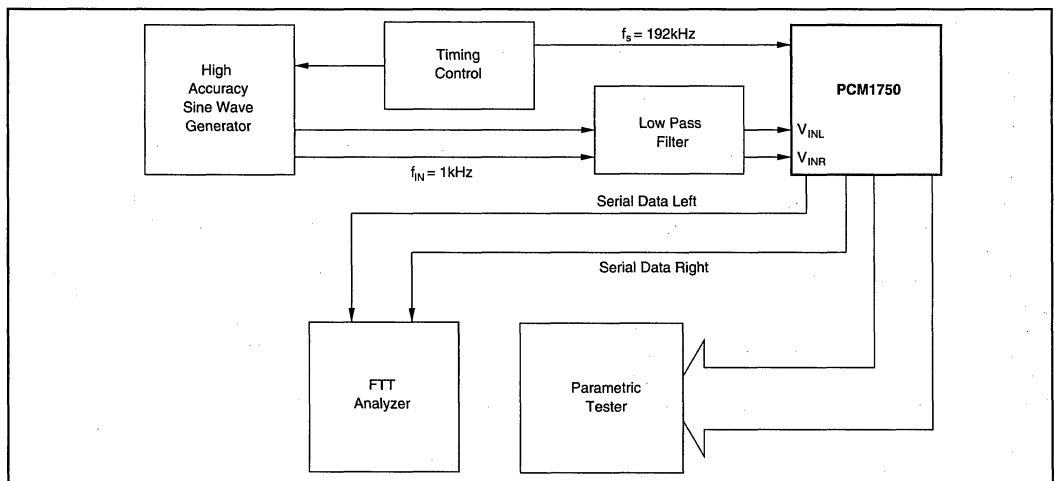 High
Accuracy
Sine Wave
Generator
Timing
Control
fs = 192kHz
PCM1750
Low Pass
Filter
VINL
VINR
fIN = 1kHz
Serial Data Left
Serial Data Right
FTT
Analyzer
Parametric
Tester